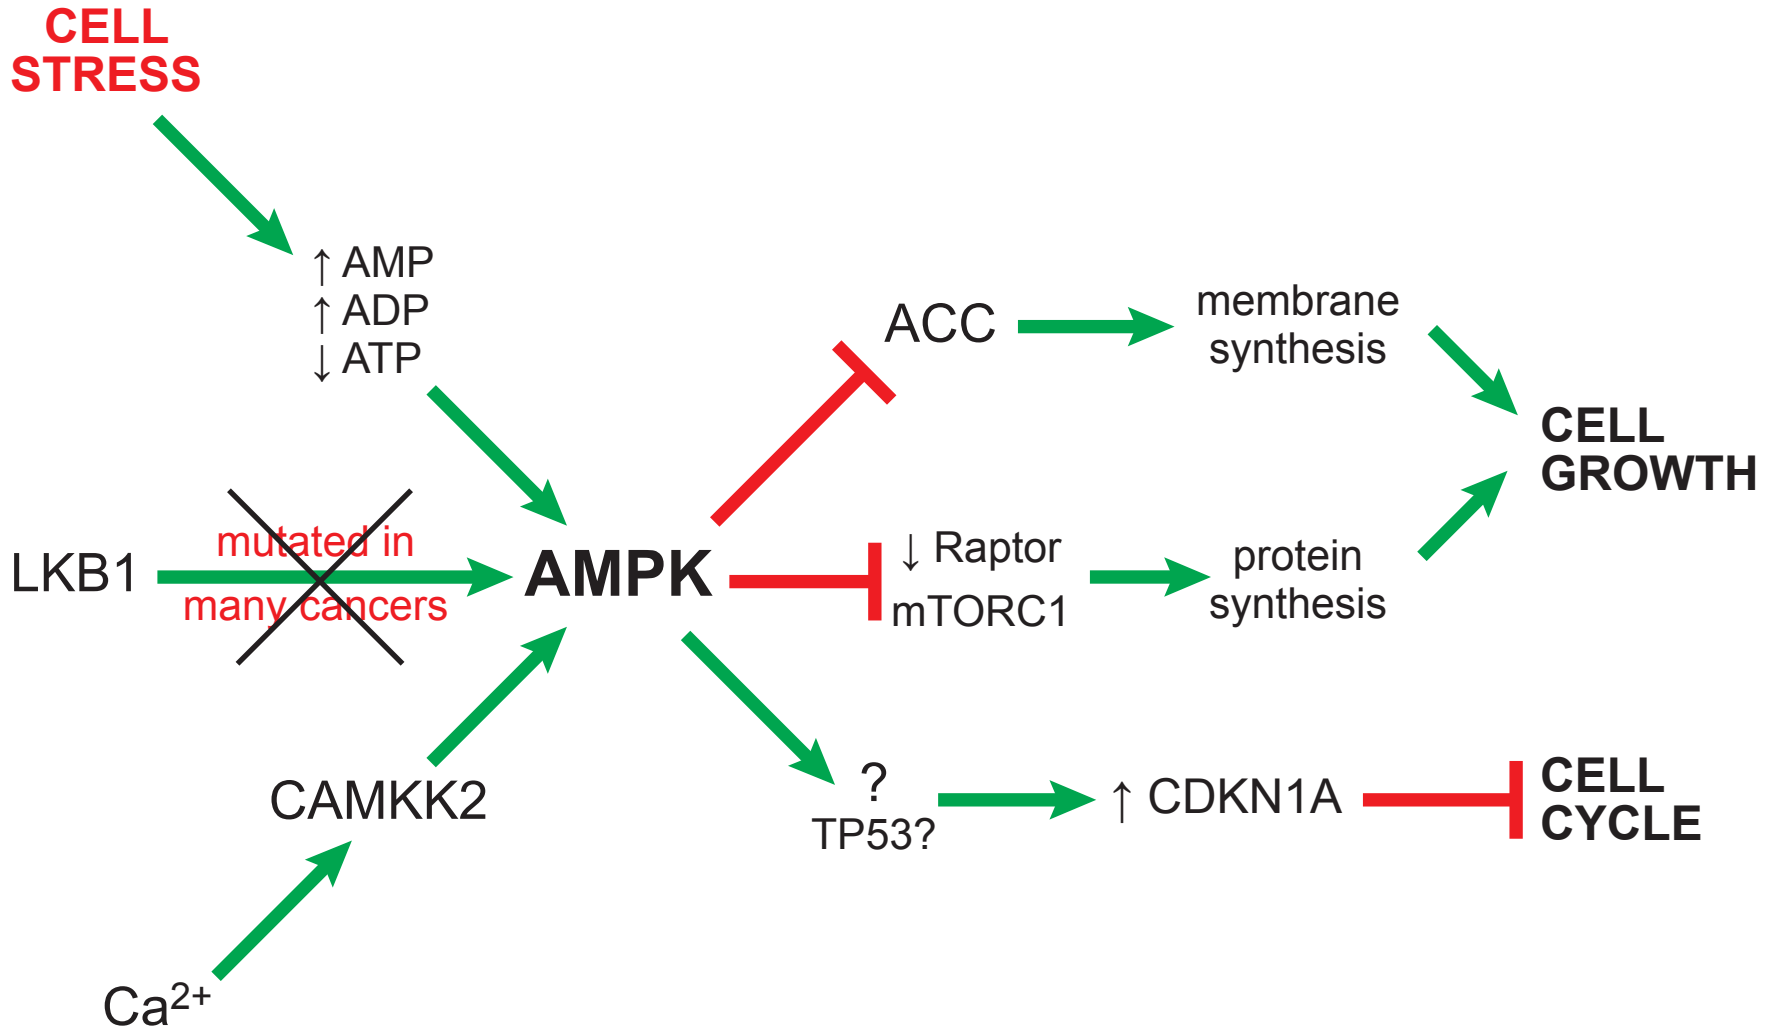 CELL
STRESS
↑ AMP
↑ ADP
↓ ATP
LKB1
mutated in
many cancers
AMPK
CAMKK2
Ca²⁺
ACC
membrane
synthesis
↓ Raptor
mTORC1
protein
synthesis
CELL
GROWTH
?
TP53?
↑ CDKN1A
CELL
CYCLE